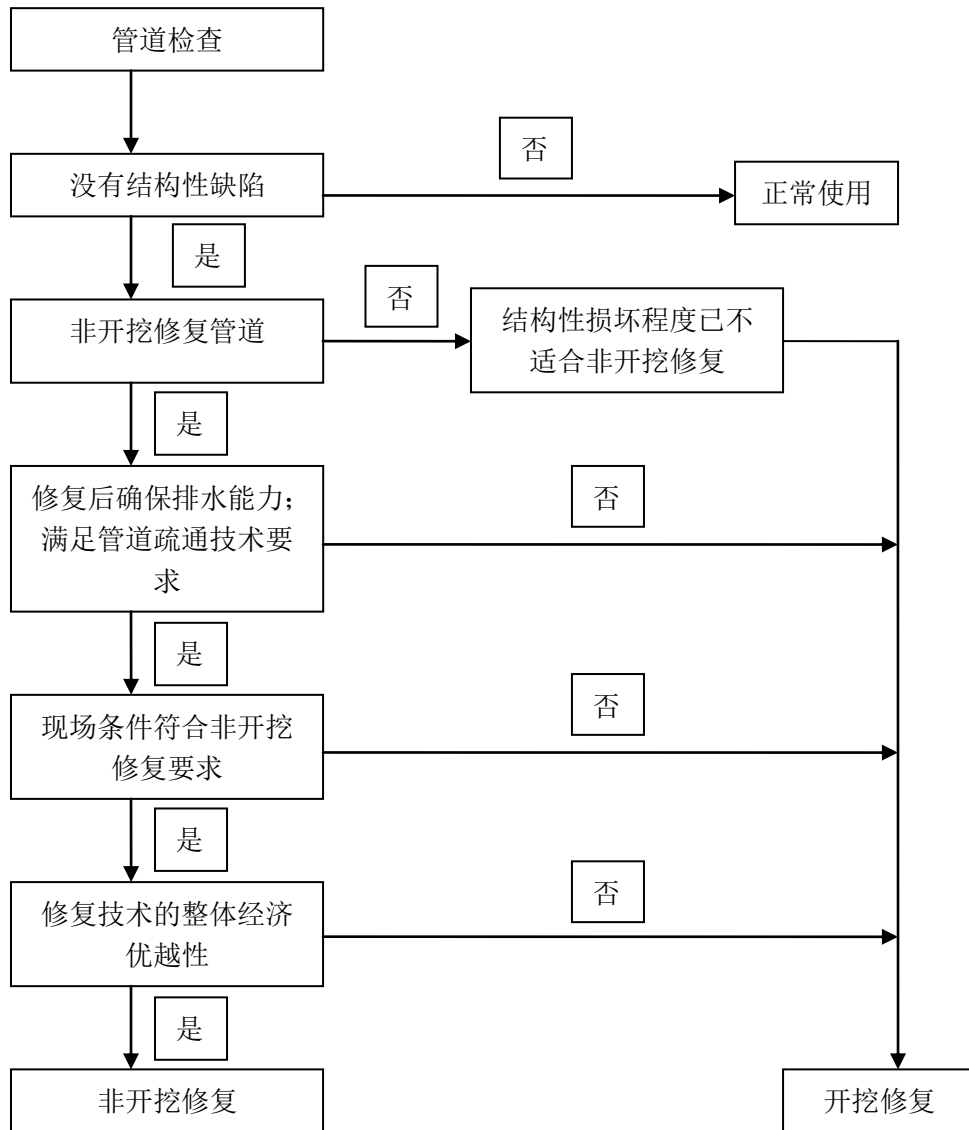 管道检查
否
没有结构性缺陷
正常使用
是
否
非开挖修复管道
结构性损坏程度已不
适合非开挖修复
是
修复后确保排水能力；
满足管道疏通技术要
求
否
是
现场条件符合非开挖
修复要求
否
是
修复技术的整体经济
优越性
否
是
非开挖修复
开挖修复